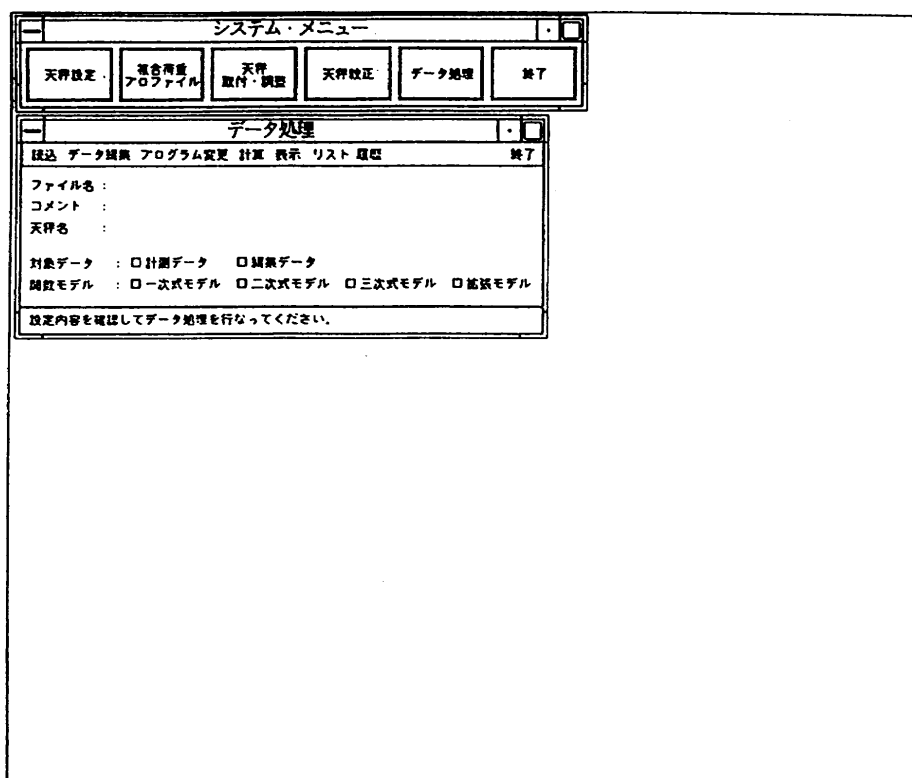 システム・メニュー
天秤設定 複合荷重プロファイル 天秤取付・調整 天秤較正 データ処理 終了
データ処理
読込 データ編集 プログラム変更 計算 表示 リスト 履歴 終了
ファイル名 :
コメント :
天秤名 :
対象データ : □計測データ □編集データ
関数モデル : □一次式モデル □二次式モデル □三次式モデル □拡張モデル
設定内容を確認してデータ処理を行なってください。